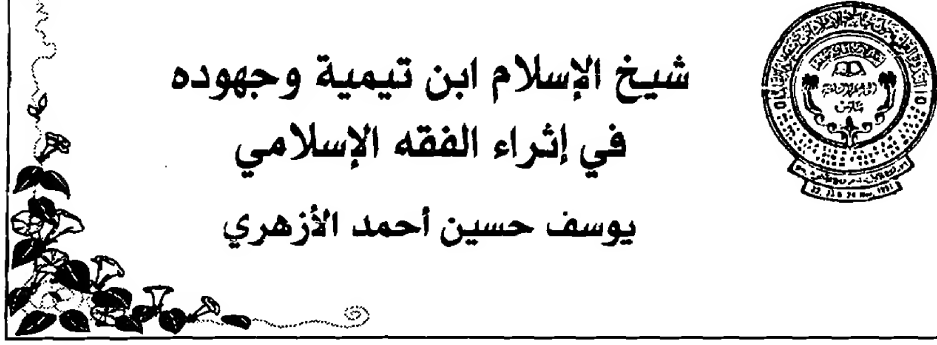 شيخ الإسلام ابن تيمية وجهوده
في إثراء الفقه الإسلامي
يوسف حسين أحمد الأزهري